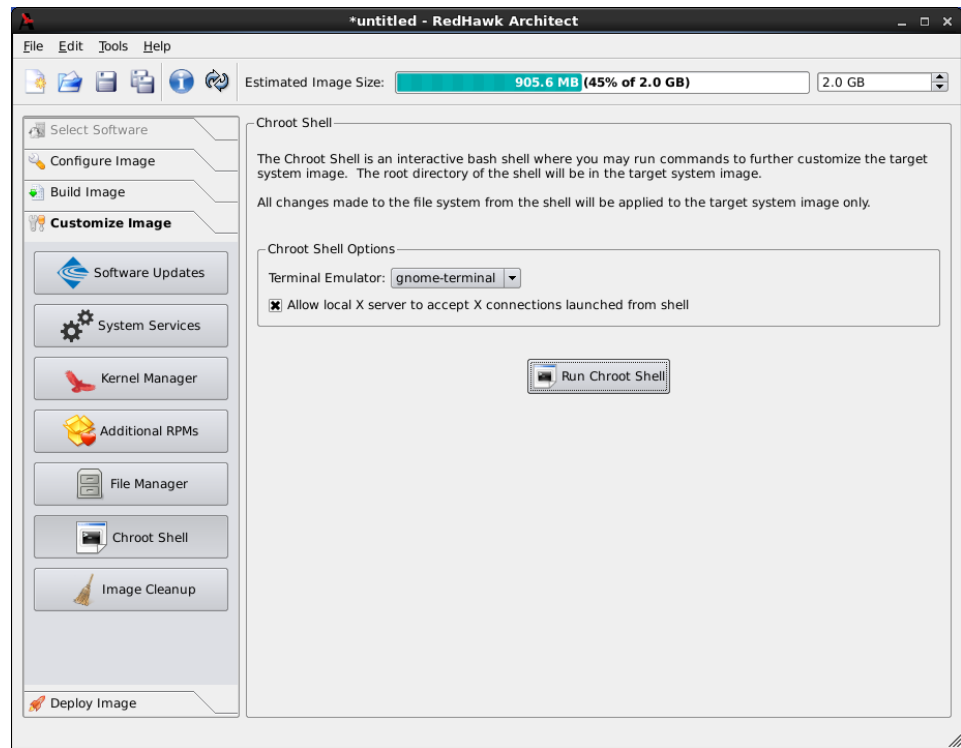 *untitled - RedHawk Architect
File Edit Tools Help
Estimated Image Size: 905.6 MB (45% of 2.0 GB) 2.0 GB
Select Software
Configure Image
Build Image
Customize Image
Software Updates
System Services
Kernel Manager
Additional RPMs
File Manager
Chroot Shell
Image Cleanup
Deploy Image
Chroot Shell
The Chroot Shell is an interactive bash shell where you may run commands to further customize the target
system image. The root directory of the shell will be in the target system image.
All changes made to the file system from the shell will be applied to the target system image only.
Chroot Shell Options
Terminal Emulator: gnome-terminal
Allow local X server to accept X connections launched from shell
Run Chroot Shell